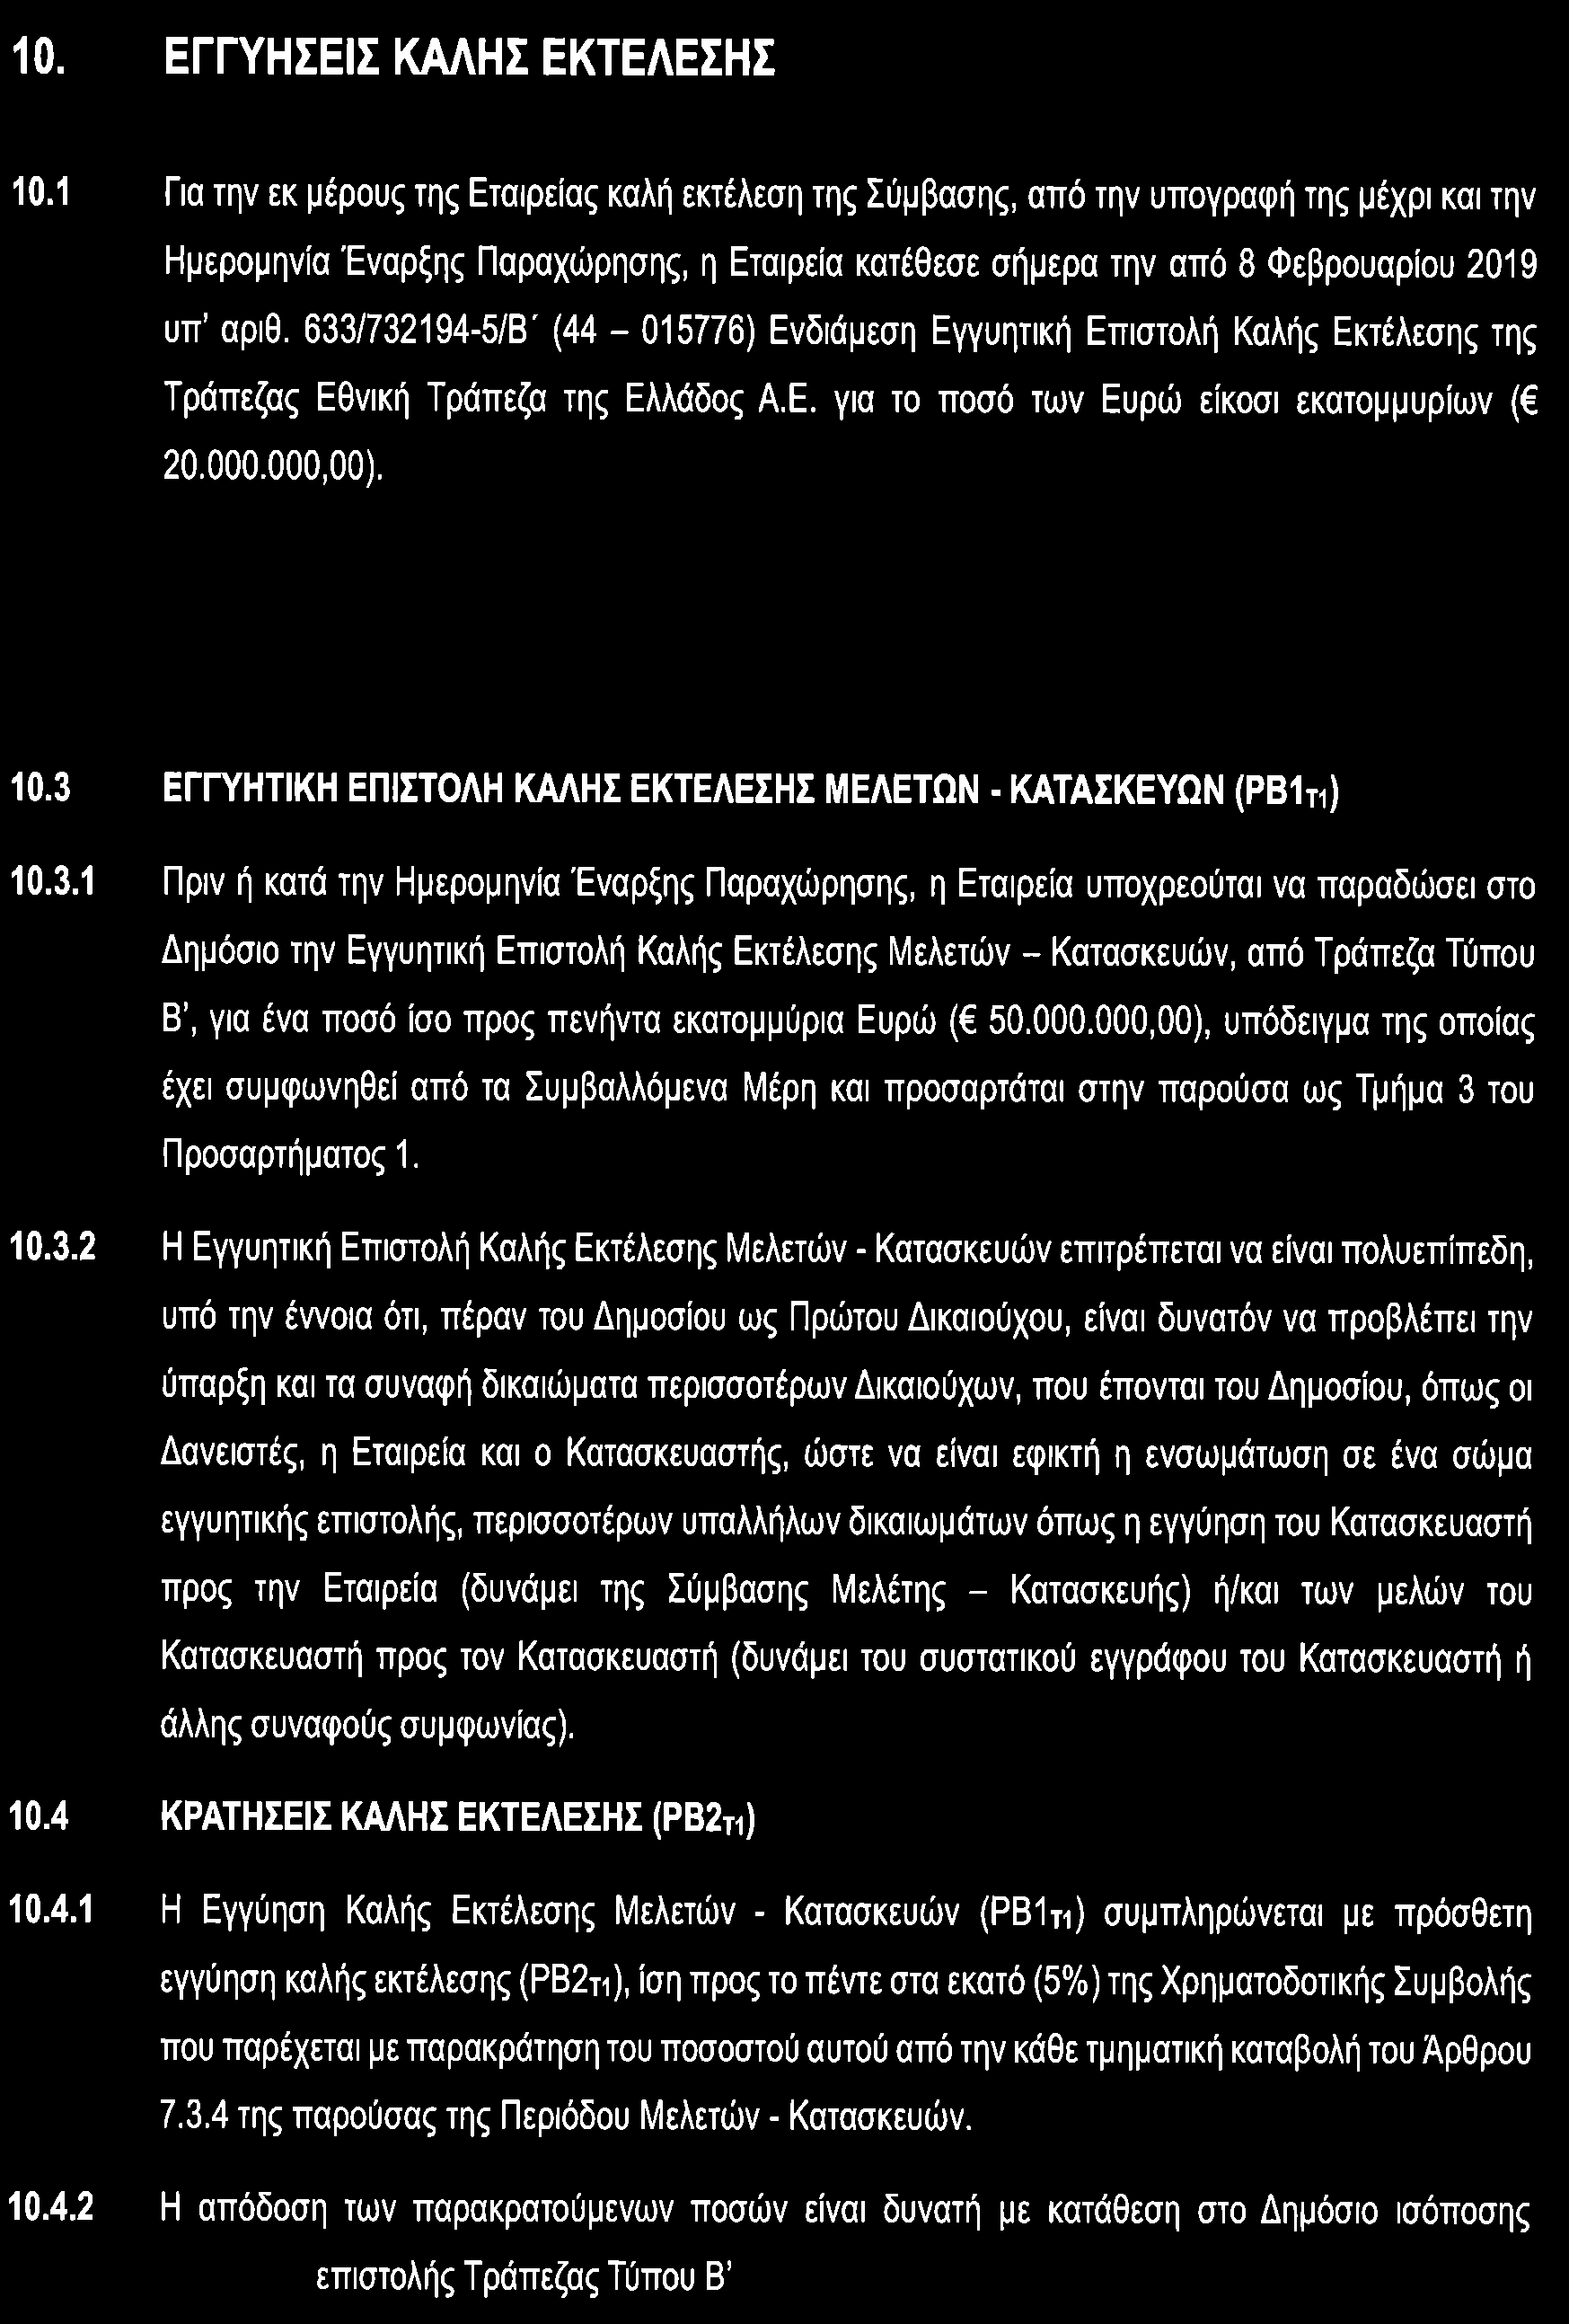 10. ΕΓΓΥΗΣΕΙΣ ΚΑΛΗΣ ΕΚΤΕΛΕΣΗΣ
10.1 Για την εκ μέρους της Εταιρείας καλή εκτέλεση της Σύμβασης, από την υπογραφή της μέχρι και την
Ημερομηνία Έναρξης Παραχώρησης, η Εταιρεία κατέθεσε σήμερα την από 8 Φεβρουαρίου 2019
υπ’ αριθ. 633/732194-5/Β΄ (44 – 015776) Ενδιάμεση Εγγυητική Επιστολή Καλής Εκτέλεσης της
Τράπεζας Εθνική Τράπεζα της Ελλάδος Α.Ε. για το ποσό των Ευρώ είκοσι εκατομμυρίων (€
20.000.000,00).
10.3 ΕΓΓΥΗΤΙΚΗ ΕΠΙΣΤΟΛΗ ΚΑΛΗΣ ΕΚΤΕΛΕΣΗΣ ΜΕΛΕΤΩΝ - ΚΑΤΑΣΚΕΥΩΝ (PB1τ1)
10.3.1 Πριν ή κατά την Ημερομηνία Έναρξης Παραχώρησης, η Εταιρεία υποχρεούται να παραδώσει στο
Δημόσιο την Εγγυητική Επιστολή Καλής Εκτέλεσης Μελετών – Κατασκευών, από Τράπεζα Τύπου
Β’, για ένα ποσό ίσο προς πενήντα εκατομμύρια Ευρώ (€ 50.000.000,00), υπόδειγμα της οποίας
έχει συμφωνηθεί από τα Συμβαλλόμενα Μέρη και προσαρτάται στην παρούσα ως Τμήμα 3 του
Προσαρτήματος 1.
10.3.2 Η Εγγυητική Επιστολή Καλής Εκτέλεσης Μελετών - Κατασκευών επιτρέπεται να είναι πολυεπίπεδη,
υπό την έννοια ότι, πέραν του Δημοσίου ως Πρώτου Δικαιούχου, είναι δυνατόν να προβλέπει την
ύπαρξη και τα συναφή δικαιώματα περισσοτέρων Δικαιούχων, που έπονται του Δημοσίου, όπως οι
Δανειστές, η Εταιρεία και ο Κατασκευαστής, ώστε να είναι εφικτή η ενσωμάτωση σε ένα σώμα
εγγυητικής επιστολής, περισσοτέρων υπαλλήλων δικαιωμάτων όπως η εγγύηση του Κατασκευαστή
προς την Εταιρεία (δυνάμει της Σύμβασης Μελέτης – Κατασκευής) ή/και των μελών του
Κατασκευαστή προς τον Κατασκευαστή (δυνάμει του συστατικού εγγράφου του Κατασκευαστή ή
άλλης συναφούς συμφωνίας).
10.4 ΚΡΑΤΗΣΕΙΣ ΚΑΛΗΣ ΕΚΤΕΛΕΣΗΣ (PB2τ1)
10.4.1 Η Εγγύηση Καλής Εκτέλεσης Μελετών - Κατασκευών (PB1τ1) συμπληρώνεται με πρόσθετη
εγγύηση καλής εκτέλεσης (PB2τ1), ίση προς το πέντε στα εκατό (5%) της Χρηματοδοτικής Συμβολής
που παρέχεται με παρακράτηση του ποσοστού αυτού από την κάθε τμηματική καταβολή του Άρθρου
7.3.4 της παρούσας της Περιόδου Μελετών - Κατασκευών.
10.4.2 Η απόδοση των παρακρατούμενων ποσών είναι δυνατή με κατάθεση στο Δημόσιο ισόποσης
επιστολής Τράπεζας Τύπου Β’